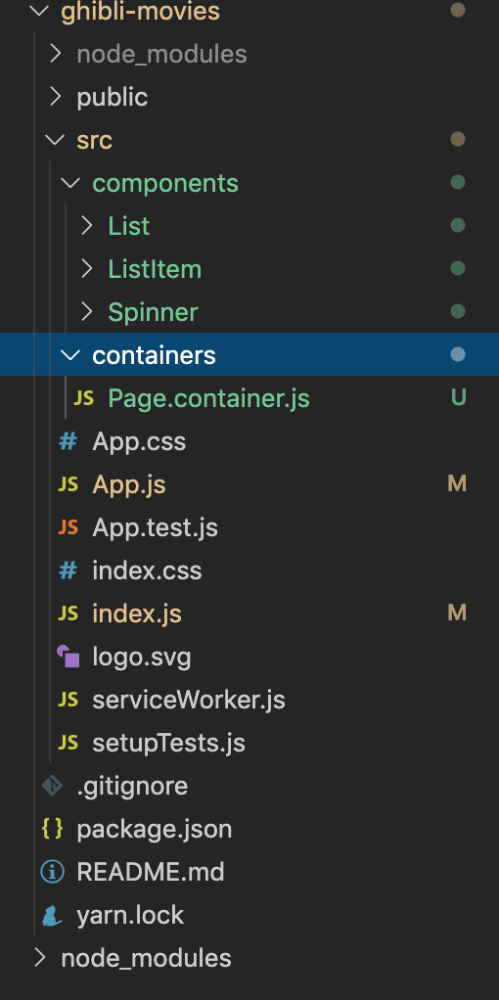 ghibli-movies
node_modules
public
src
components
List
ListItem
Spinner
containers
JS Page.container.js U
# App.css
JS App.js M
JS App.test.js
# index.css
JS index.js M
logo.svg
JS serviceWorker.js
JS setupTests.js
.gitignore
{} package.json
README.md
yarn.lock
node_modules